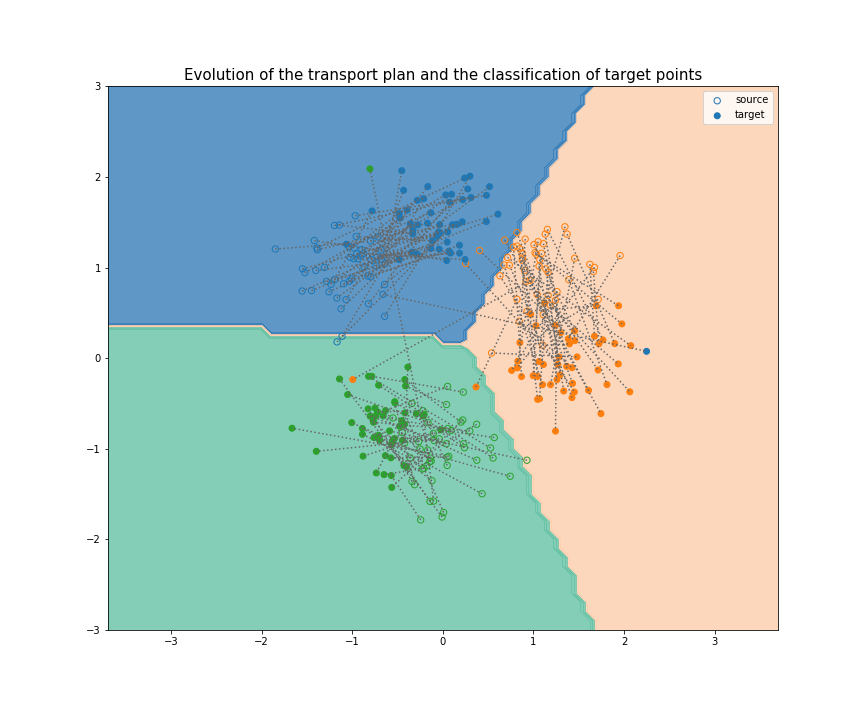 Evolution of the transport plan and the classification of target points
source
target
3
2
1
0
−1
−2
−3
−3 −2 −1 0 1 2 3